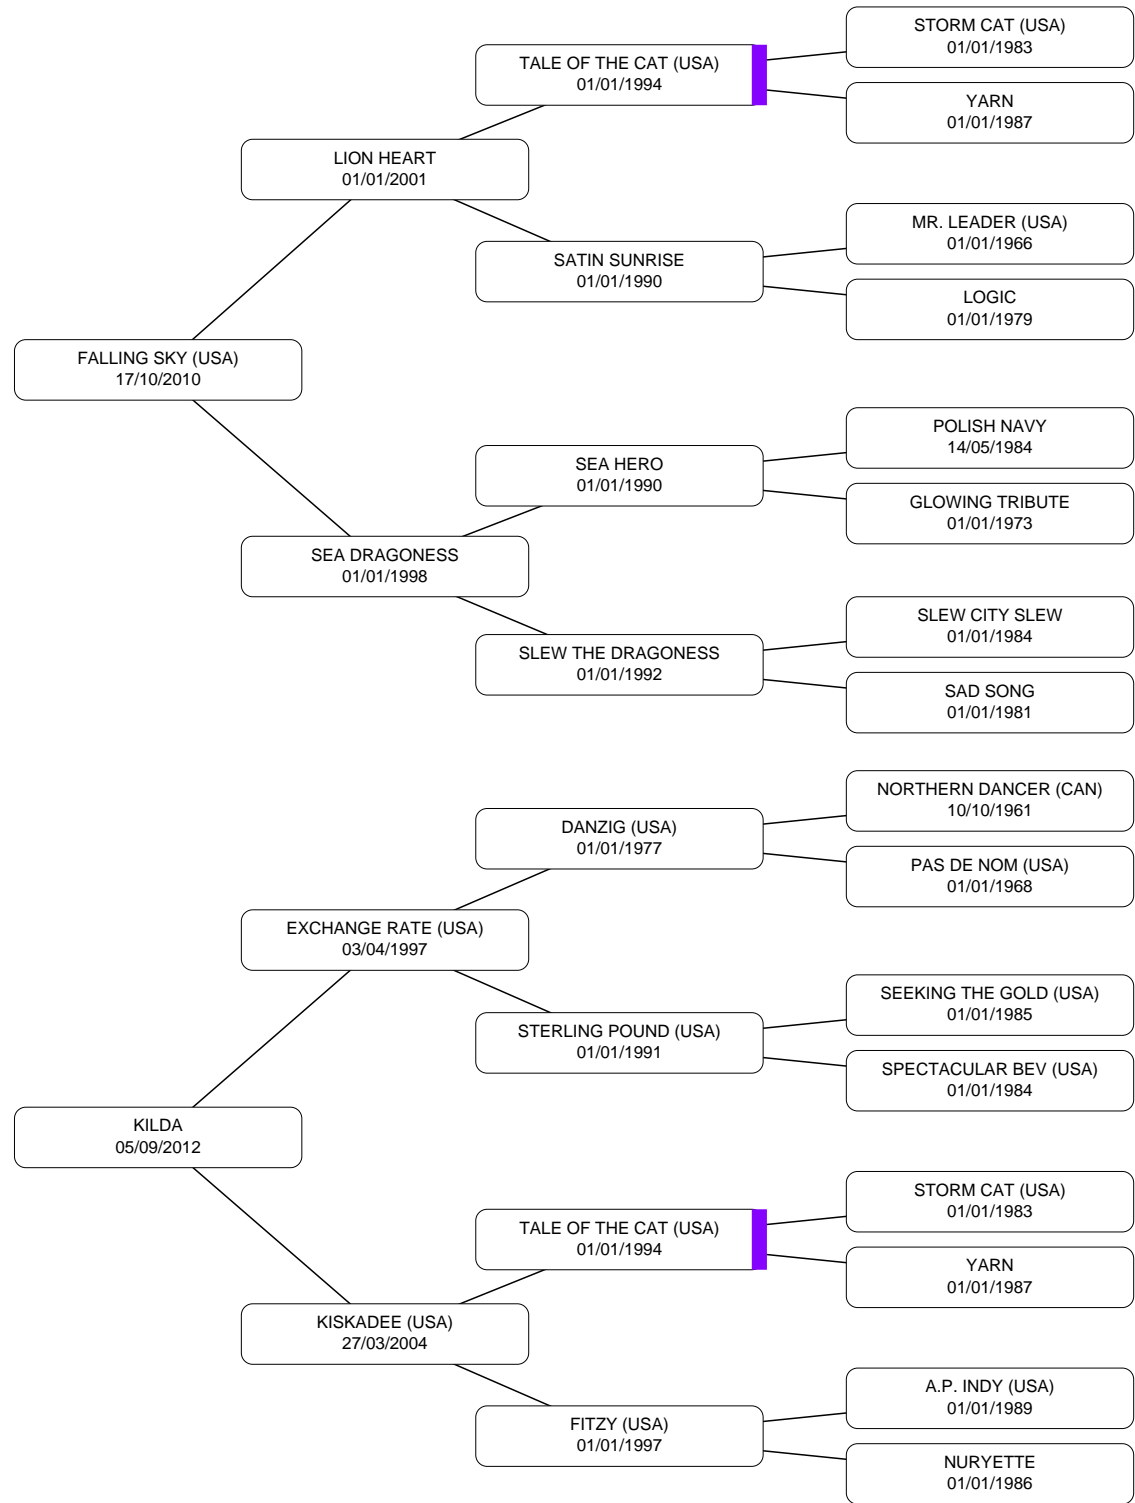 STORM CAT (USA)
01/01/1983
TALE OF THE CAT (USA)
01/01/1994
YARN
01/01/1987
LION HEART
01/01/2001
MR. LEADER (USA)
01/01/1966
SATIN SUNRISE
01/01/1990
LOGIC
01/01/1979
FALLING SKY (USA)
17/10/2010
POLISH NAVY
14/05/1984
SEA HERO
01/01/1990
GLOWING TRIBUTE
01/01/1973
SEA DRAGONESS
01/01/1998
SLEW CITY SLEW
01/01/1984
SLEW THE DRAGONESS
01/01/1992
SAD SONG
01/01/1981
NORTHERN DANCER (CAN)
10/10/1961
DANZIG (USA)
01/01/1977
PAS DE NOM (USA)
01/01/1968
EXCHANGE RATE (USA)
03/04/1997
SEEKING THE GOLD (USA)
01/01/1985
STERLING POUND (USA)
01/01/1991
SPECTACULAR BEV (USA)
01/01/1984
KILDA
05/09/2012
STORM CAT (USA)
01/01/1983
TALE OF THE CAT (USA)
01/01/1994
YARN
01/01/1987
KISKADEE (USA)
27/03/2004
A.P. INDY (USA)
01/01/1989
FITZY (USA)
01/01/1997
NURYETTE
01/01/1986